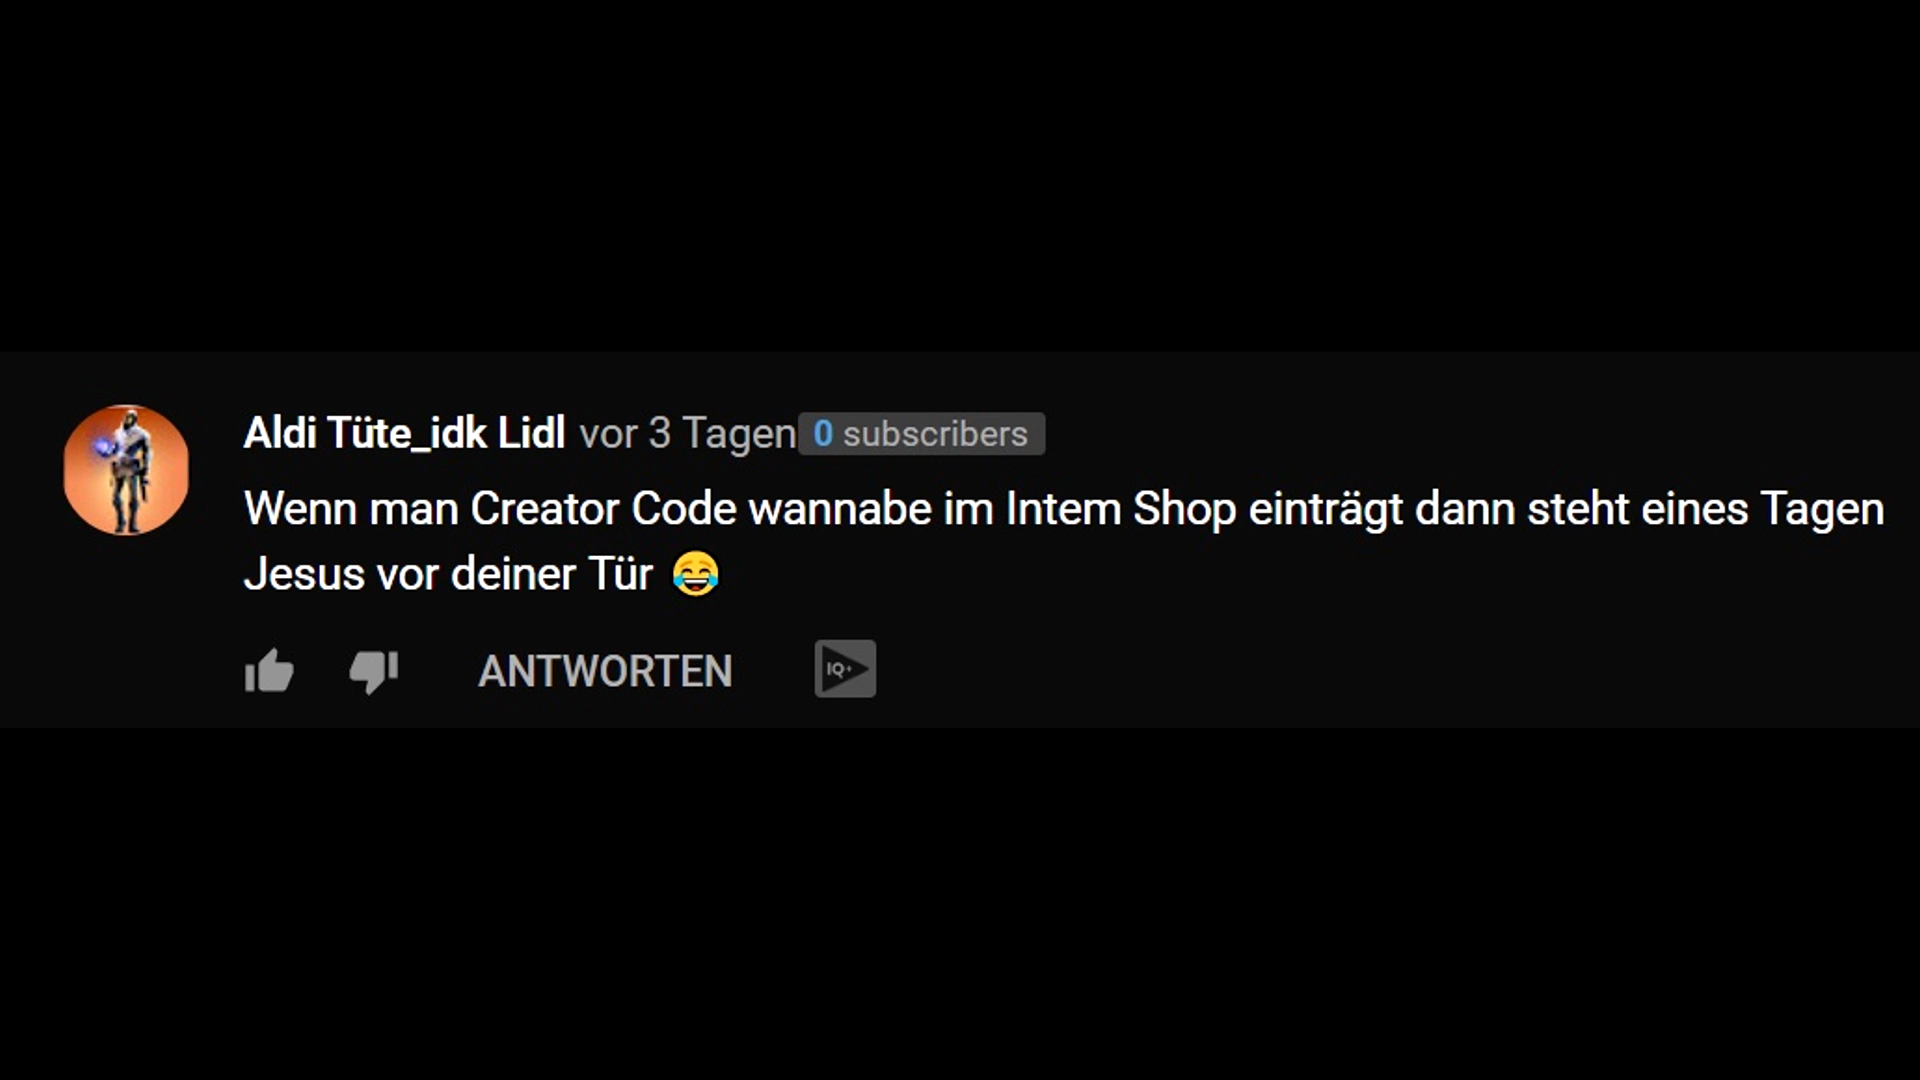 Aldi Tüte_idk Lidl vor 3 Tagen 0 subscribers
Wenn man Creator Code wannabe im Intem Shop einträgt dann steht eines Tagen
Jesus vor deiner Tür 😂
ANTWORTEN IQ+